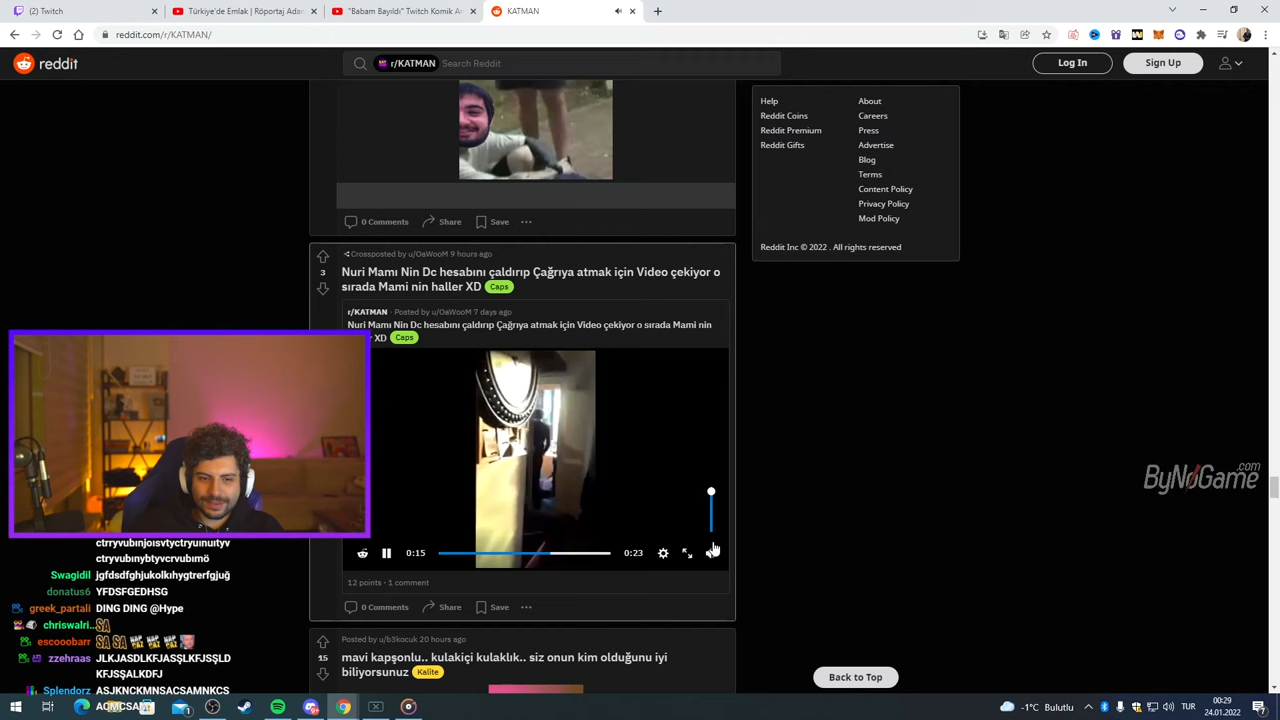 Twitch
Türkiye'de Emlak | Röportaj Adam
"Babam Bayıldı" Twitch Komik An
KATMAN
reddit.com/r/KATMAN/
reddit
r/KATMAN
Search Reddit
Log In
Sign Up
Help
About
Reddit Coins
Careers
Reddit Premium
Press
Reddit Gifts
Advertise
Blog
Terms
Content Policy
Privacy Policy
Mod Policy
Reddit Inc © 2022 . All rights reserved
0 Comments
Share
Save
Crossposted by u/OaWooM 9 hours ago
3
Nuri Mamı Nin Dc hesabını çaldırıp Çağrıya atmak için Video çekiyor o
sırada Mami nin haller XD Caps
r/KATMAN · Posted by u/OaWooM 7 days ago
Nuri Mamı Nin Dc hesabını çaldırıp Çağrıya atmak için Video çekiyor o sırada Mami nin
XD Caps
0:15
0:23
12 points · 1 comment
0 Comments
Share
Save
Posted by u/b3kocuk 20 hours ago
15
mavi kapşonlu.. kulakiçi kulaklık.. siz onun kim olduğunu iyi
biliyorsunuz Kalite
Back to Top
ByNoGame.com
ctrryvubınjoisvtyctryuınuıtyv
ctryvubınybtyvcrvubımö
Swagidil jgfdsdfghjukolkıhygtrerfgjuğ
donatus6 YFDSFGEDHSG
greek_partali DING DING @Hype
chriswalri... SA
escooobarr SA SA
zzehraas JLKJASDLKFJASŞLKFJSŞLD
KFJSŞALKDFJ
Splendorz ASJKNCKMNSACSAMNKCS
ACMCSA
-1°C Bulutlu
TUR
00:29
24.01.2022